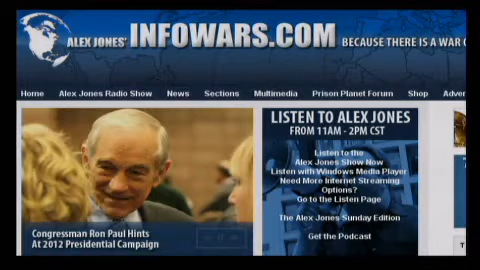 ALEX JONES' INFOWARS.COM BECAUSE THERE IS A WAR
Home Alex Jones Radio Show News Sections Multimedia Prison Planet Forum Shop
LISTEN TO ALEX JONES
FROM 11AM - 2PM CST
Listen to the
Alex Jones Show Now
Listen with Windows Media Player
Need More Internet Streaming
Options?
Go to the Listen Page
The Alex Jones Sunday Edition
Get the Podcast
Congressman Ron Paul Hints
At 2012 Presidential Campaign